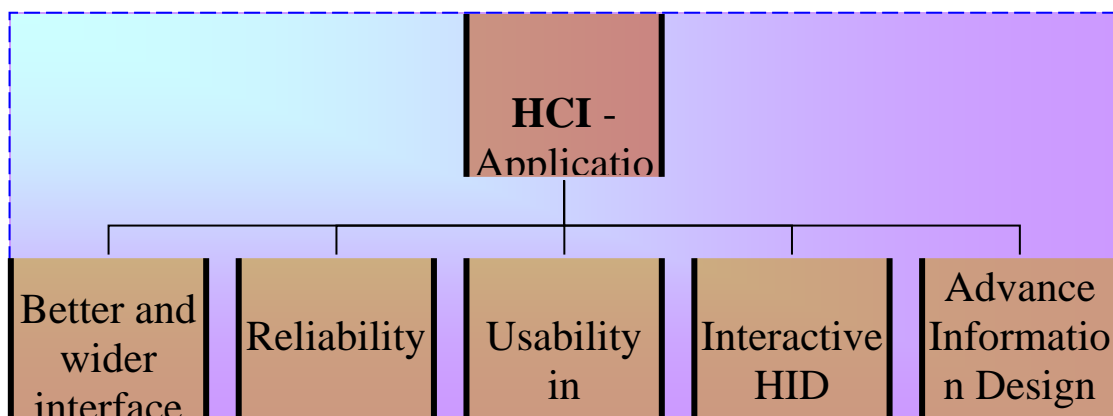 HCI -
Applicatio
Better and
wider
interface
Reliability
Usability
in
Interactive
HID
Advance
Informatio
n Design